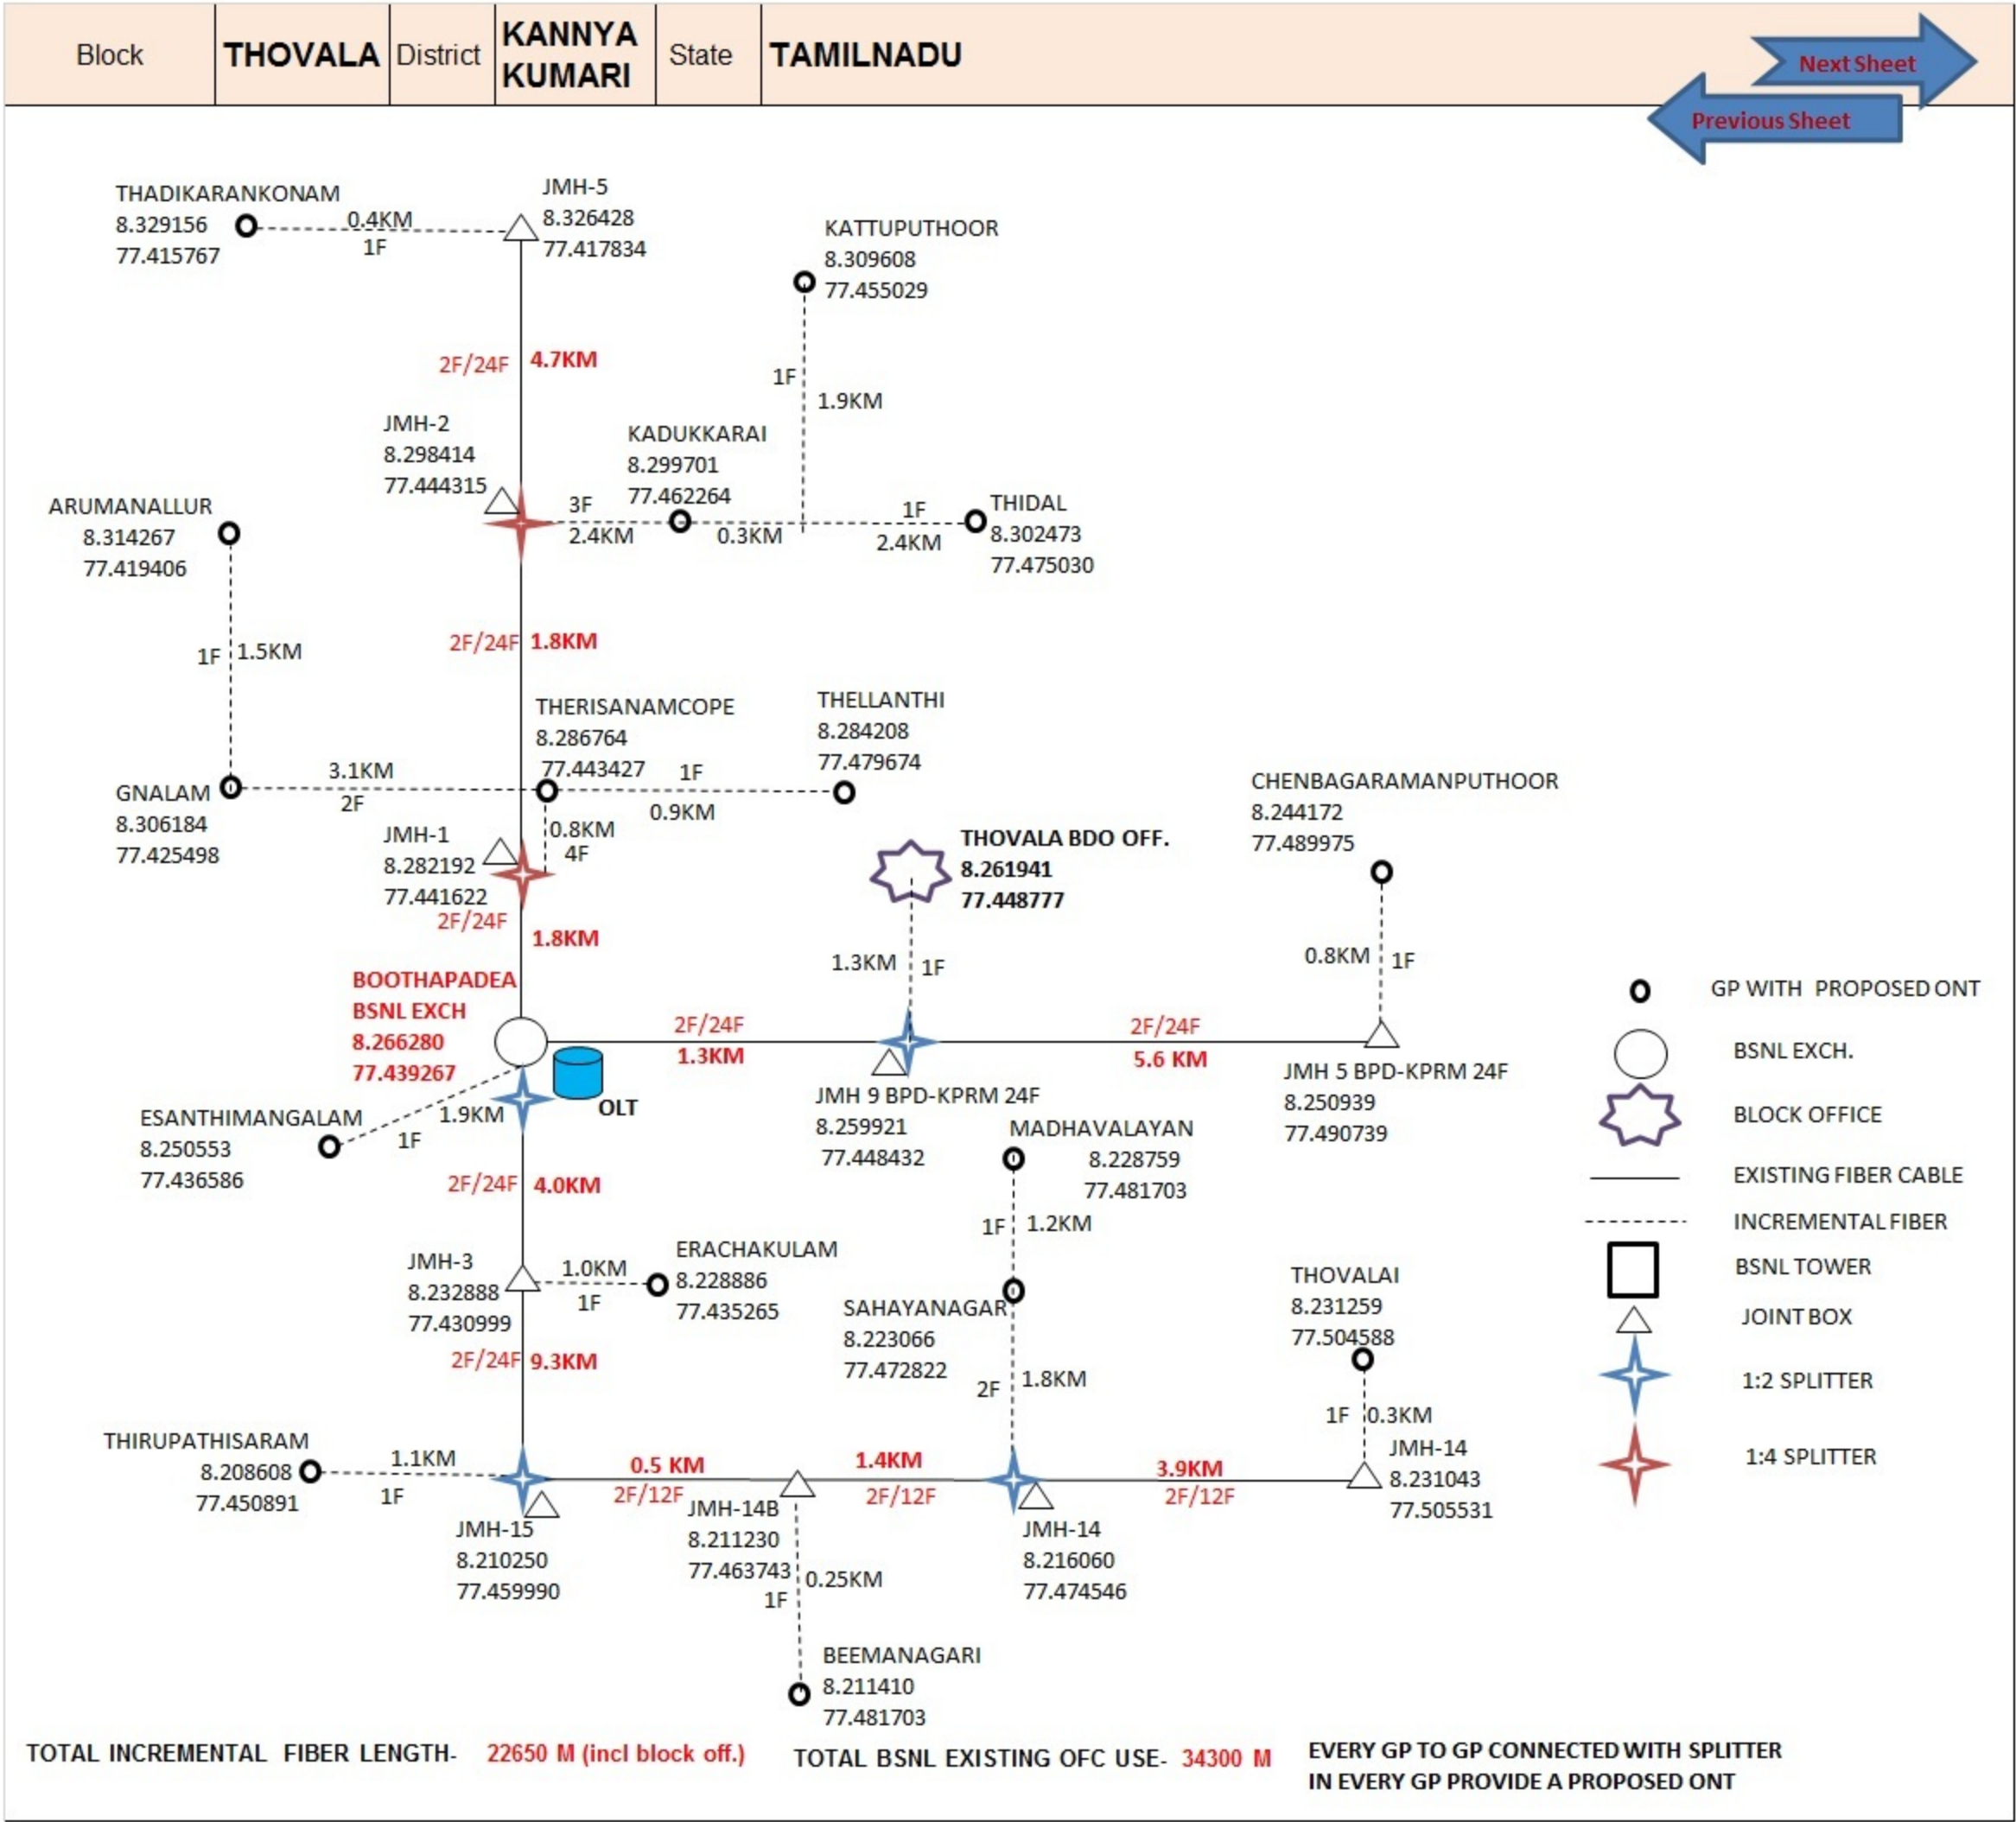 Block THOVALA District KANNYA KUMARI State TAMILNADU
Next Sheet
Previous Sheet
THADIKARANKONAM
8.329156
77.415767
0.4KM
1F
JMH-5
8.326428
77.417834
KATTUPUTHOOR
8.309608
77.455029
2F/24F 4.7KM
1F
1.9KM
JMH-2
8.298414
77.444315
KADUKKARAI
8.299701
77.462264
ARUMANALLUR
8.314267
77.419406
3F
2.4KM
0.3KM
1F
2.4KM
THIDAL
8.302473
77.475030
2F/24F 1.8KM
1F 1.5KM
THERISANAMCOPE
8.286764
77.443427
THELLANTHI
8.284208
77.479674
3.1KM
2F
1F
0.9KM
GNALAM
8.306184
77.425498
0.8KM
4F
JMH-1
8.282192
77.441622
2F/24F
1.8KM
CHENBAGARAMANPUTHOOR
8.244172
77.489975
THOVALA BDO OFF.
8.261941
77.448777
1.3KM 1F
0.8KM 1F
BOOTHAPADEA
BSNL EXCH
8.266280
77.439267
2F/24F
1.3KM
2F/24F
5.6 KM
OLT
JMH 9 BPD-KPRM 24F
8.259921
77.448432
JMH 5 BPD-KPRM 24F
8.250939
77.490739
ESANTHIMANGALAM
8.250553
77.436586
1.9KM
1F
2F/24F 4.0KM
MADHAVALAYAN
8.228759
77.481703
1F 1.2KM
JMH-3
8.232888
77.430999
1.0KM
1F
ERACHAKULAM
8.228886
77.435265
SAHAYANAGAR
8.223066
77.472822
2F 1.8KM
THOVALAI
8.231259
77.504588
1F 0.3KM
2F/24F 9.3KM
THIRUPATHISARAM
8.208608
77.450891
1.1KM
1F
0.5 KM
2F/12F
1.4KM
2F/12F
3.9KM
2F/12F
JMH-14
8.231043
77.505531
JMH-15
8.210250
77.459990
JMH-14B
8.211230
77.463743
JMH-14
8.216060
77.474546
0.25KM
1F
BEEMANAGARI
8.211410
77.481703
GP WITH PROPOSED ONT
BSNL EXCH.
BLOCK OFFICE
EXISTING FIBER CABLE
INCREMENTAL FIBER
BSNL TOWER
JOINT BOX
1:2 SPLITTER
1:4 SPLITTER
TOTAL INCREMENTAL FIBER LENGTH- 22650 M (incl block off.)
TOTAL BSNL EXISTING OFC USE- 34300 M
EVERY GP TO GP CONNECTED WITH SPLITTER
IN EVERY GP PROVIDE A PROPOSED ONT